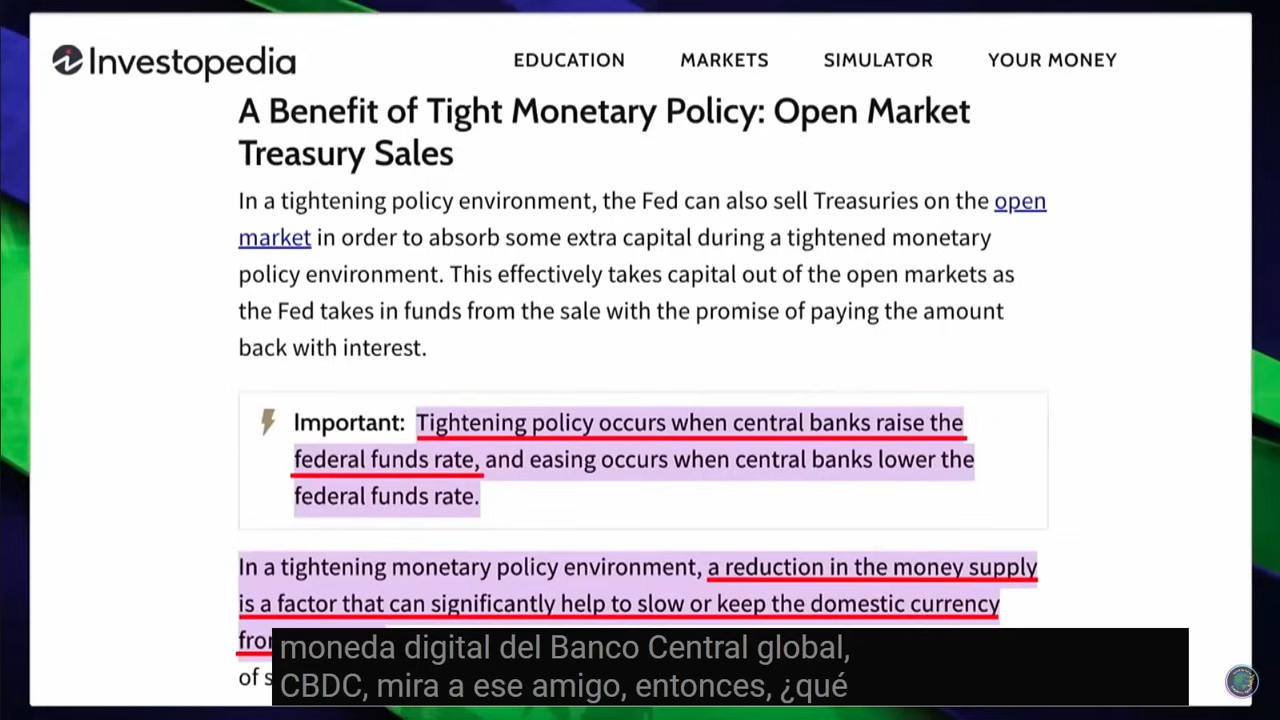 Investopedia
EDUCATION MARKETS SIMULATOR YOUR MONEY
A Benefit of Tight Monetary Policy: Open Market
Treasury Sales
In a tightening policy environment, the Fed can also sell Treasuries on the open
market in order to absorb some extra capital during a tightened monetary
policy environment. This effectively takes capital out of the open markets as
the Fed takes in funds from the sale with the promise of paying the amount
back with interest.
Important: Tightening policy occurs when central banks raise the
federal funds rate, and easing occurs when central banks lower the
federal funds rate.
In a tightening monetary policy environment, a reduction in the money supply
is a factor that can significantly help to slow or keep the domestic currency
moneda digital del Banco Central global,
of
CBDC, mira a ese amigo, entonces, ¿qué